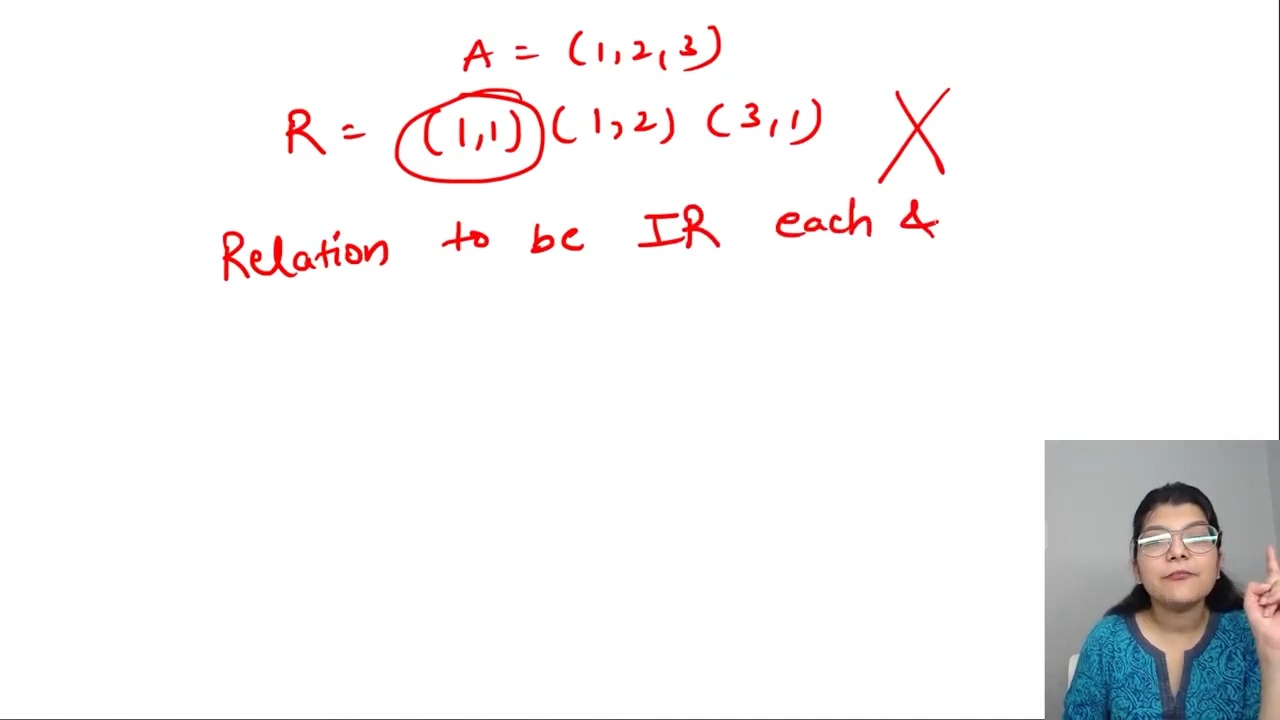 A = (1,2,3)
R = (1,1) (1,2) (3,1) X
Relation to be IR each &